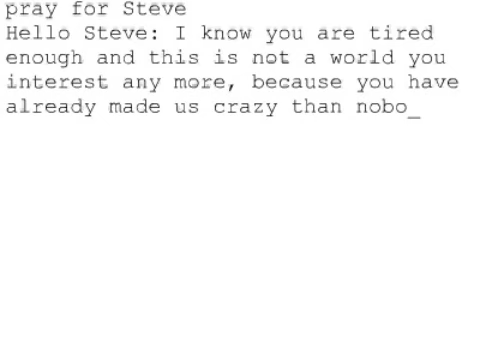 pray for Steve
Hello Steve: I know you are tired
enough and this is not a world you
interest any more, because you have
already made us crazy than nobo_